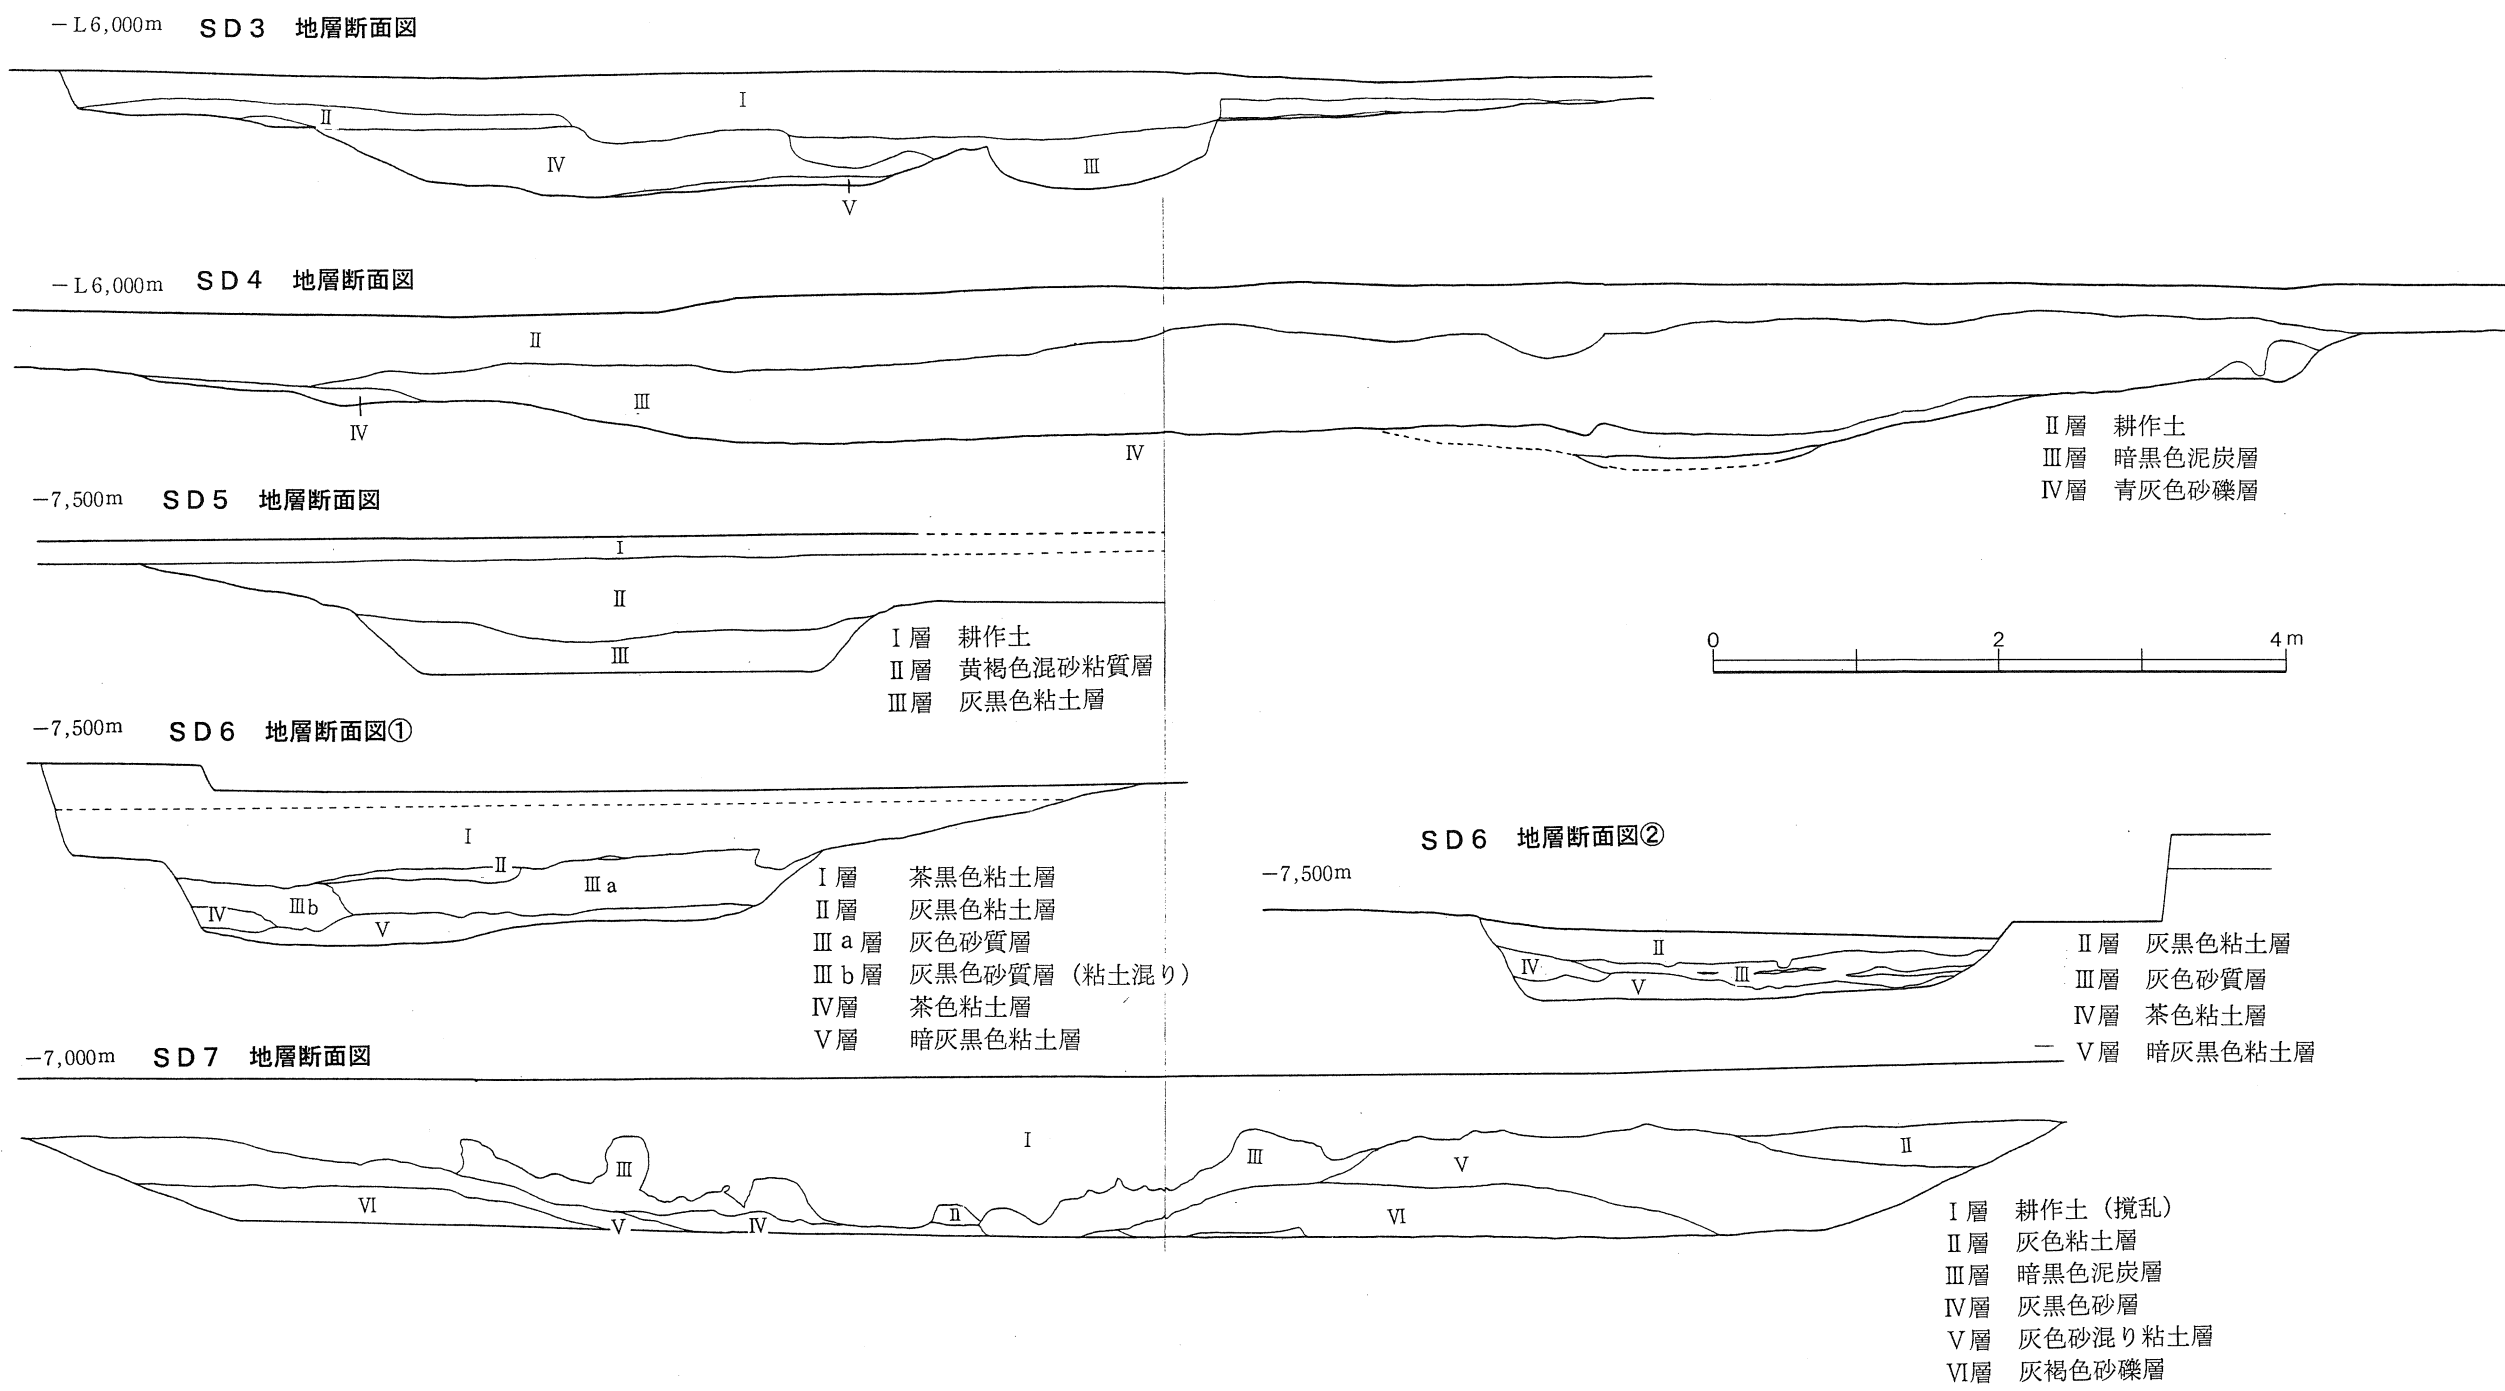 －L6,000m　SD3　地層断面図
Ⅰ
Ⅱ
Ⅳ
Ⅲ
Ⅴ
－L6,000m　SD4　地層断面図
Ⅱ
Ⅲ
Ⅳ
Ⅳ
Ⅱ層　耕作土
Ⅲ層　暗黒色泥炭層
Ⅳ層　青灰色砂礫層
－7,500m　SD5　地層断面図
Ⅰ
Ⅱ
Ⅲ
Ⅰ層　耕作土
Ⅱ層　黄褐色混砂粘質層
Ⅲ層　灰黒色粘土層
0　2　4m
－7,500m　SD6　地層断面図①
Ⅰ
Ⅱ
Ⅲa
Ⅲb
Ⅳ
Ⅴ
Ⅰ層　茶黒色粘土層
Ⅱ層　灰黒色粘土層
Ⅲa層　灰色砂質層
Ⅲb層　灰黒色砂質層（粘土混り）
Ⅳ層　茶色粘土層
Ⅴ層　暗灰黒色粘土層
SD6　地層断面図②
－7,500m
Ⅱ
Ⅳ
Ⅲ
Ⅴ
Ⅱ層　灰黒色粘土層
Ⅲ層　灰色砂質層
Ⅳ層　茶色粘土層
Ⅴ層　暗灰黒色粘土層
－7,000m　SD7　地層断面図
Ⅰ
Ⅲ
Ⅲ
Ⅱ
Ⅴ
Ⅵ
Ⅱ
Ⅵ
Ⅴ
Ⅳ
Ⅰ層　耕作土（撹乱）
Ⅱ層　灰色粘土層
Ⅲ層　暗黒色泥炭層
Ⅳ層　灰黒色砂層
Ⅴ層　灰色砂混り粘土層
Ⅵ層　灰褐色砂礫層